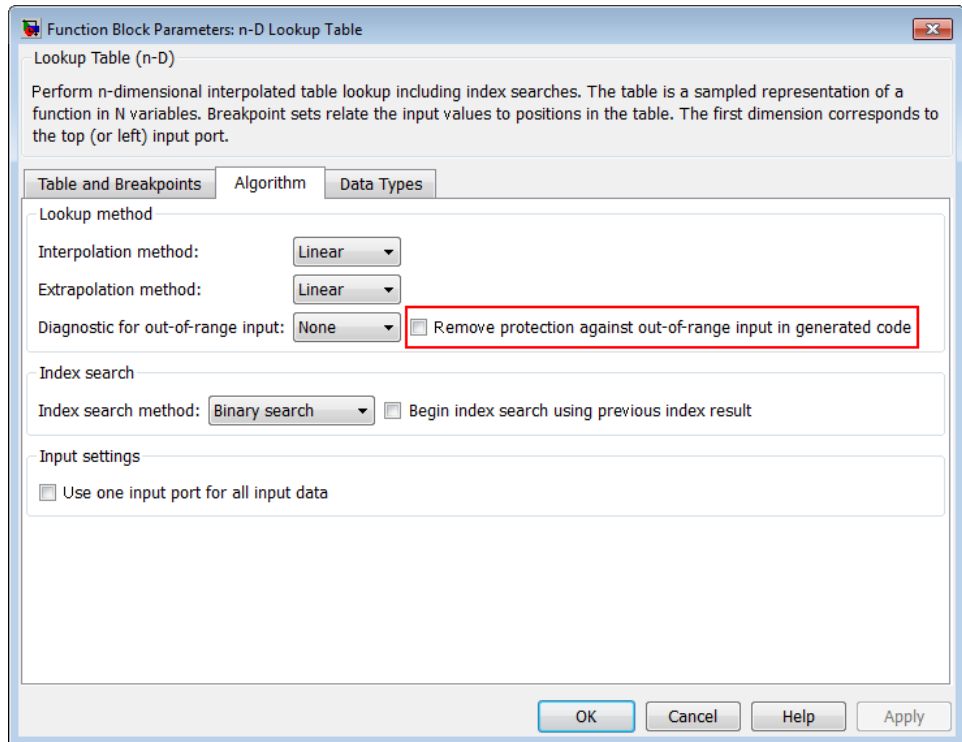 Function Block Parameters: n-D Lookup Table
Lookup Table (n-D)
Perform n-dimensional interpolated table lookup including index searches. The table is a sampled representation of a
function in N variables. Breakpoint sets relate the input values to positions in the table. The first dimension corresponds to
the top (or left) input port.
Table and Breakpoints Algorithm Data Types
Lookup method
Interpolation method: Linear
Extrapolation method: Linear
Diagnostic for out-of-range input: None Remove protection against out-of-range input in generated code
Index search
Index search method: Binary search Begin index search using previous index result
Input settings
Use one input port for all input data
OK Cancel Help Apply